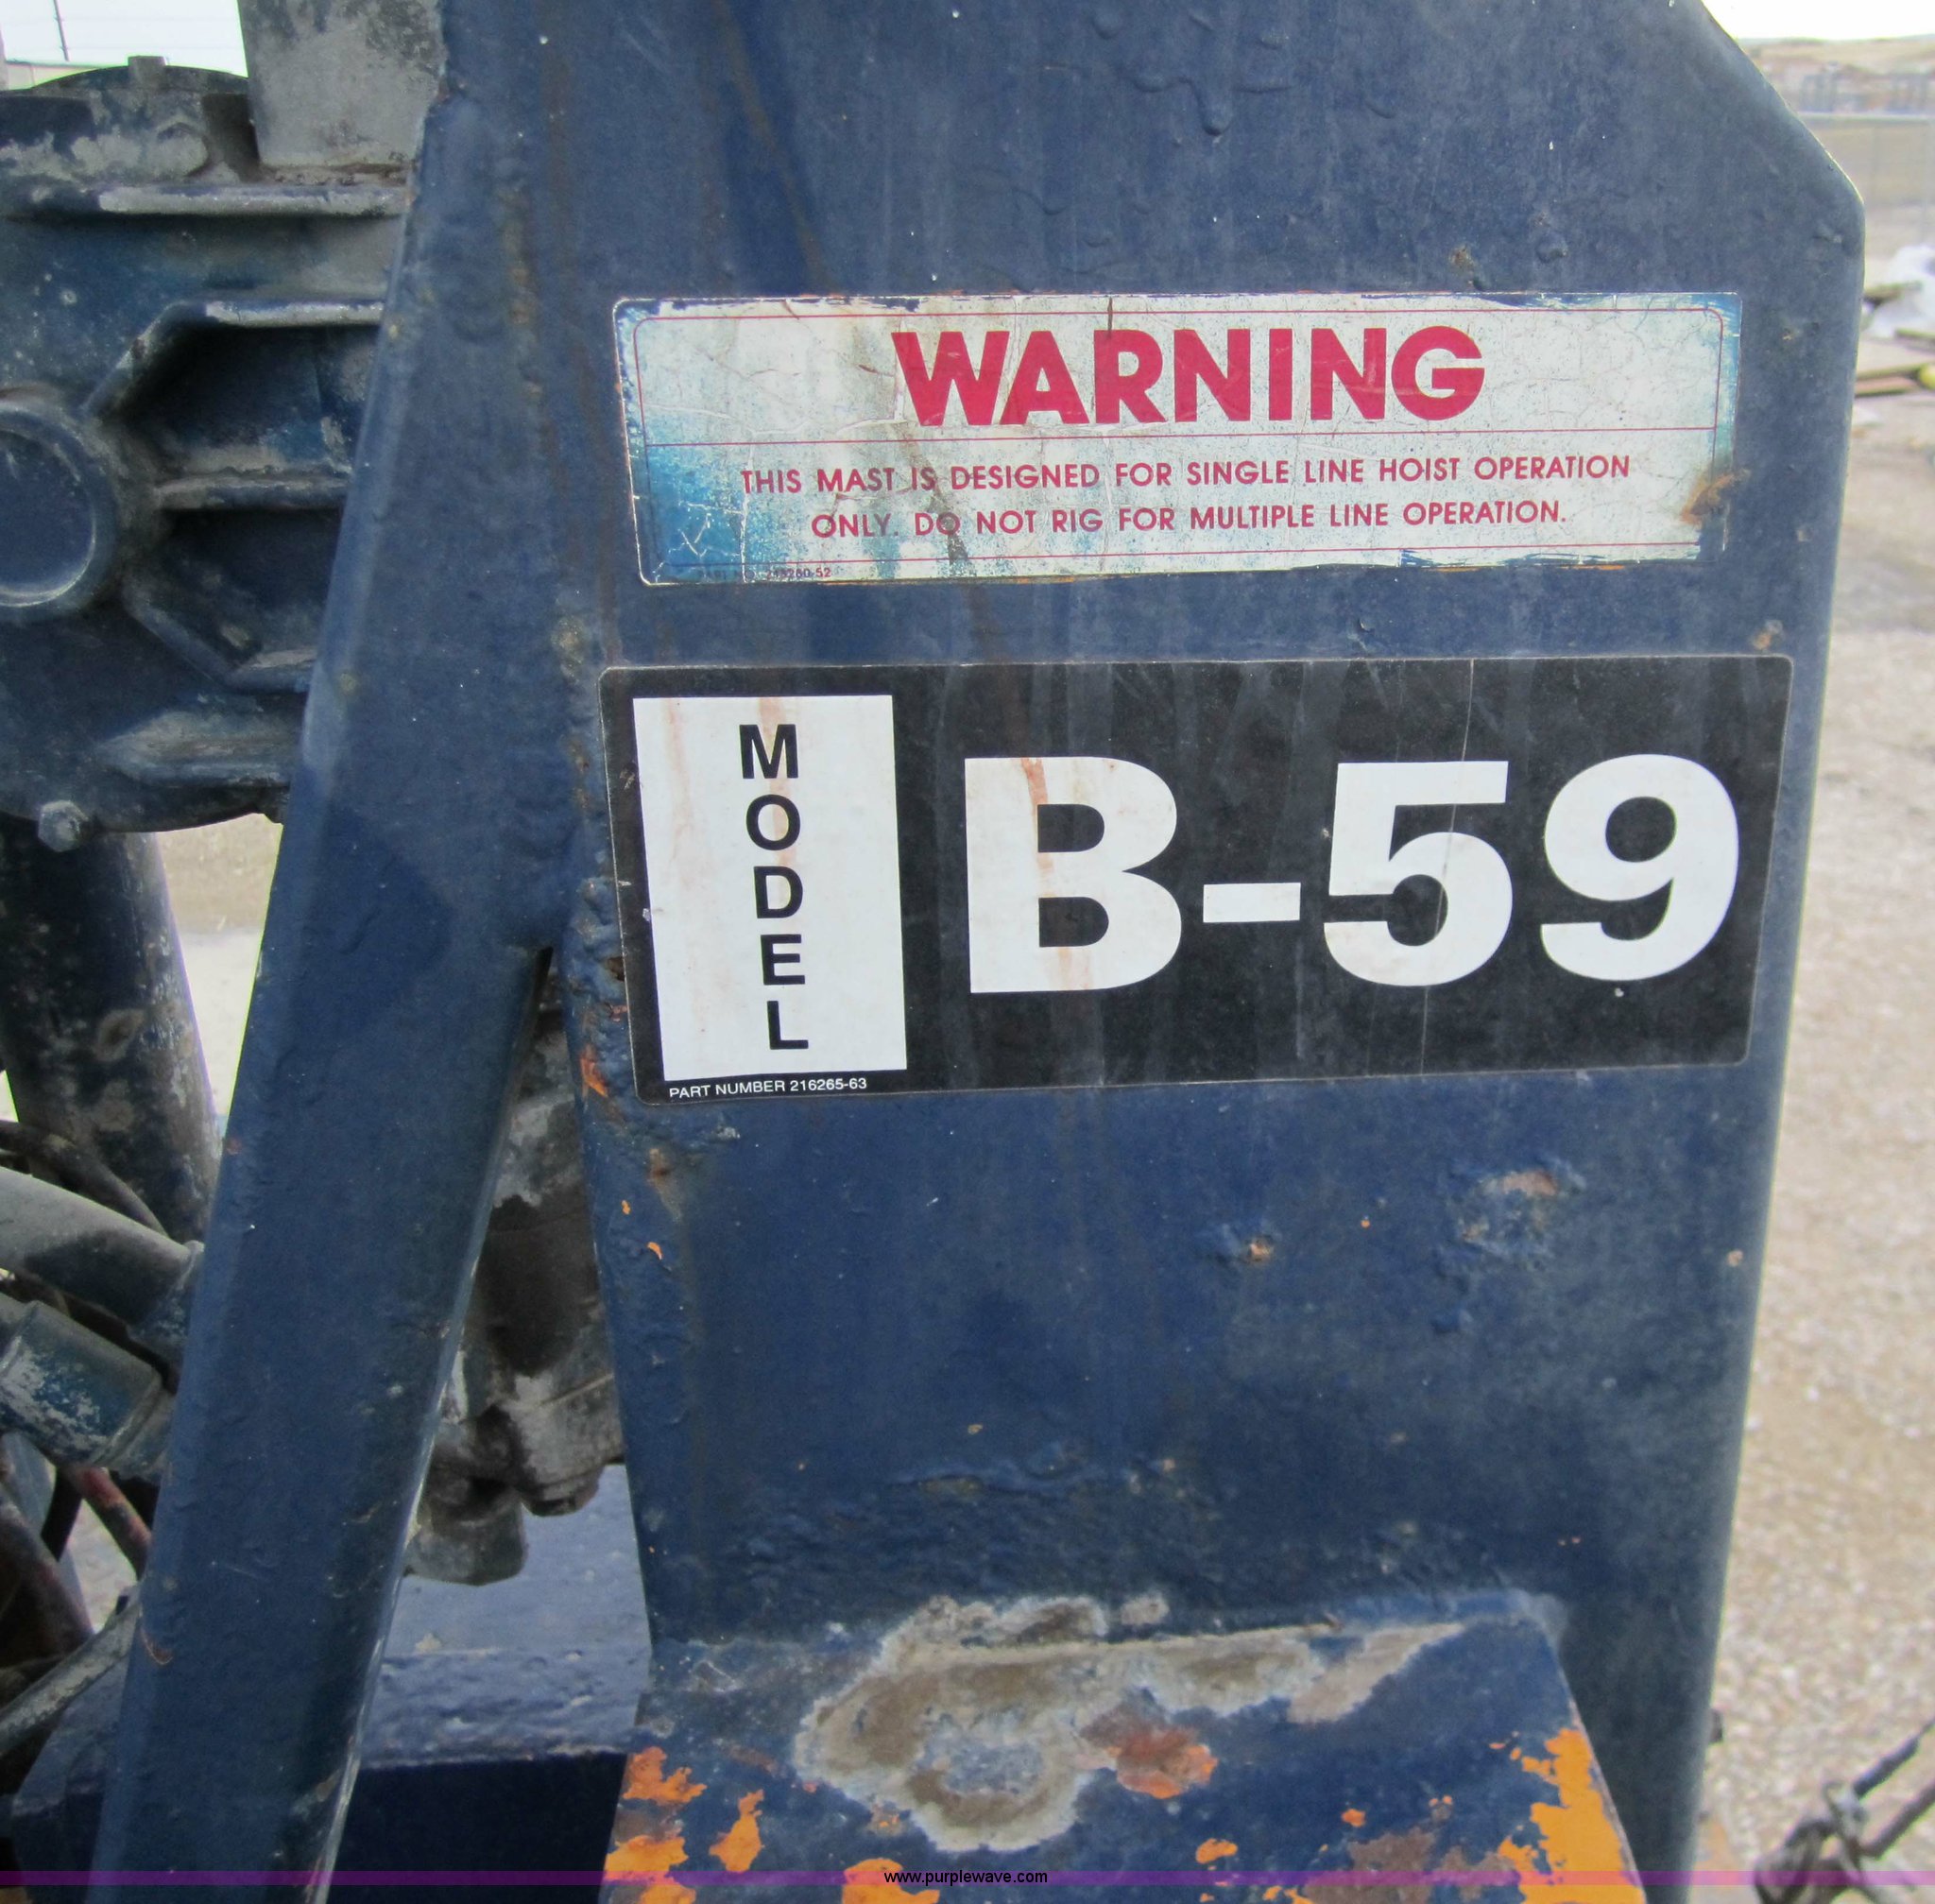 WARNING
THIS MAST IS DESIGNED FOR SINGLE LINE HOIST OPERATION
ONLY. DO NOT RIG FOR MULTIPLE LINE OPERATION.
MODEL
B-59
PART NUMBER 216265-63
www.purplewave.com